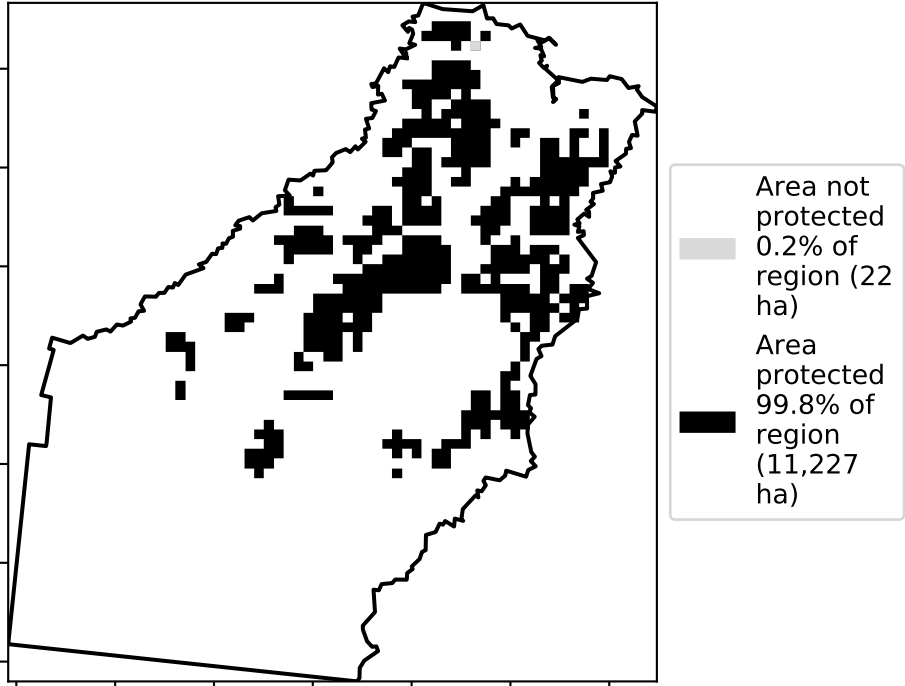 Area not
protected
0.2% of
region (22
ha)
Area
protected
99.8% of
region
(11,227
ha)